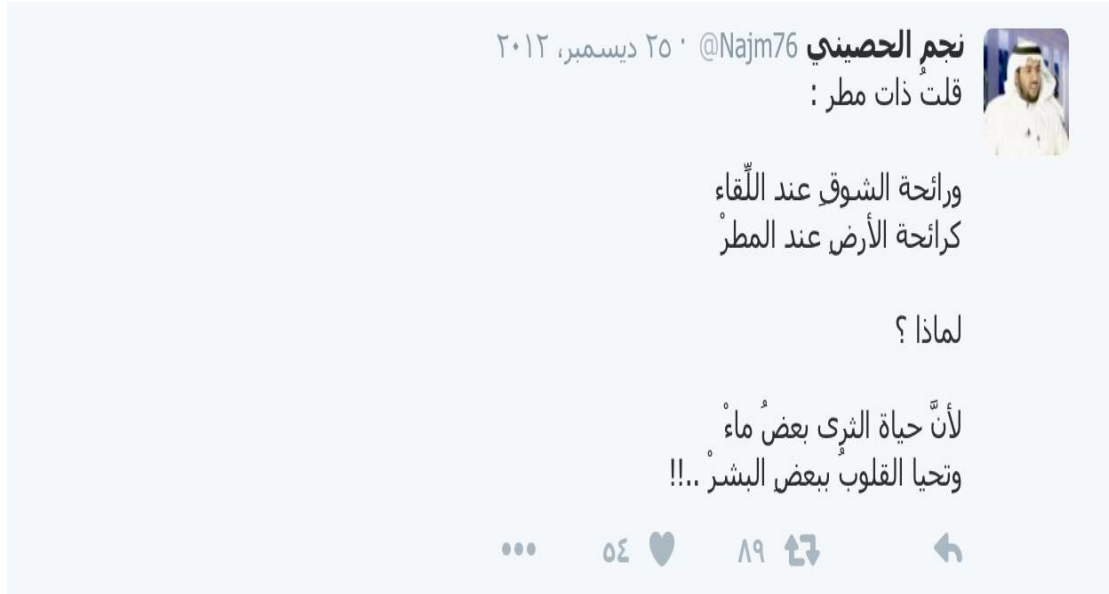 نجم الحصيني @Najm76 · ٢٥ ديسمبر، ٢٠١٢
قلتُ ذات مطر :
ورائحة الشوقِ عند اللِّقاء
كرائحة الأرضِ عند المطرْ
لماذا ؟
لأنَّ حياة الثرى بعضُ ماءْ
وتحيا القلوبُ ببعضِ البشرْ ..!!
٨٩ ٥٤